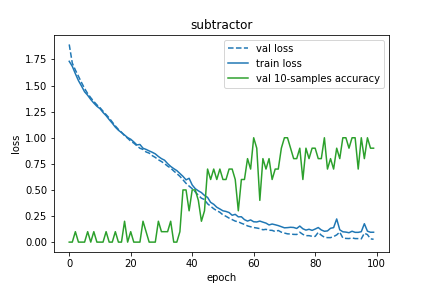 subtractor
val loss
train loss
val 10-samples accuracy
loss
1.75
1.50
1.25
1.00
0.75
0.50
0.25
0.00
0 20 40 60 80 100
epoch